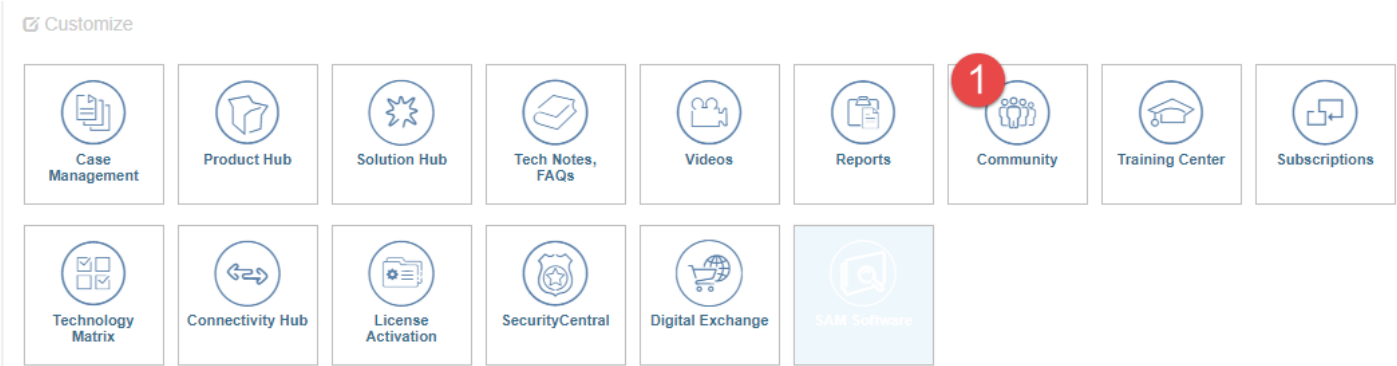 Customize
1
Case
Management
Product Hub
Solution Hub
Tech Notes,
FAQs
Videos
Reports
Community
Training Center
Subscriptions
Technology
Matrix
Connectivity Hub
License
Activation
SecurityCentral
Digital Exchange
SAM Software